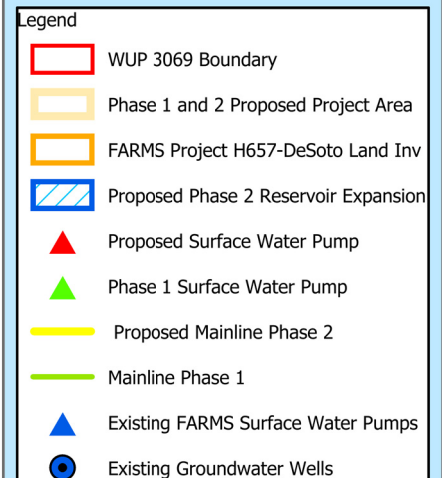 Legend
WUP 3069 Boundary
Phase 1 and 2 Proposed Project Area
FARMS Project H657-DeSoto Land Inv
Proposed Phase 2 Reservoir Expansion
Proposed Surface Water Pump
Phase 1 Surface Water Pump
Proposed Mainline Phase 2
Mainline Phase 1
Existing FARMS Surface Water Pumps
Existing Groundwater Wells